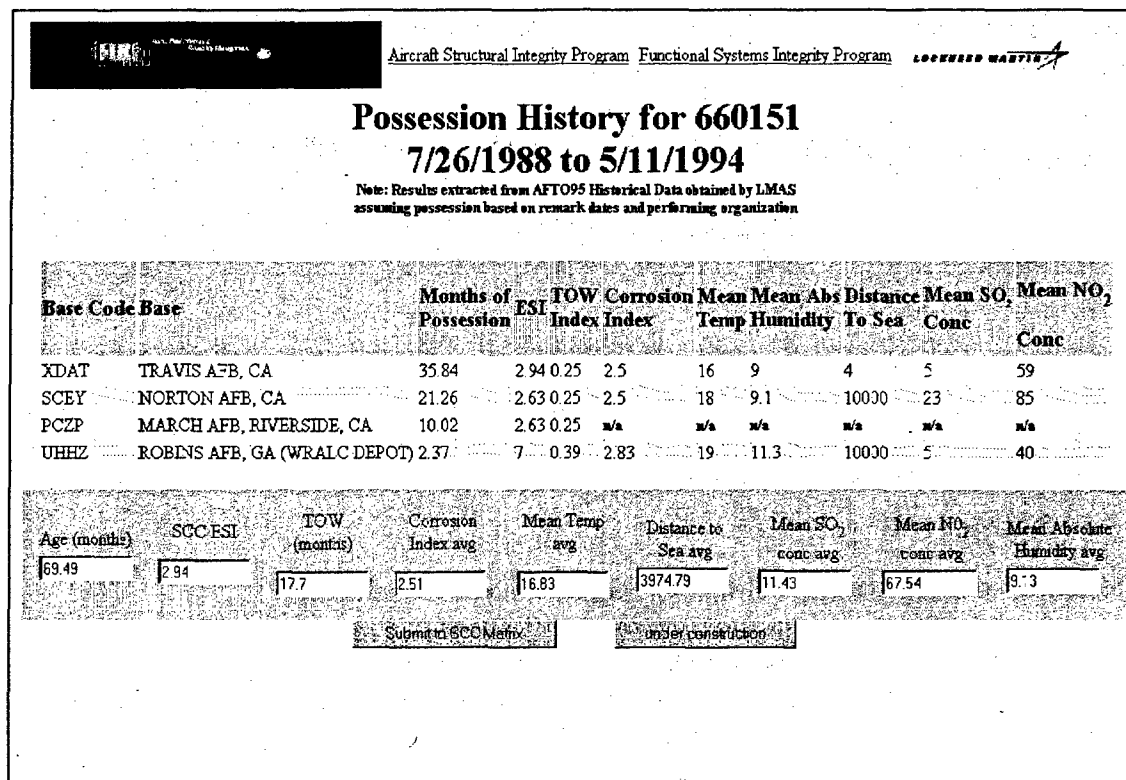 Aircraft Structural Integrity Program Functional Systems Integrity Program LOCKHEED MARTIN
Possession History for 660151
7/26/1988 to 5/11/1994
Note: Results extracted from AFTO95 Historical Data obtained by LMAS
assuming possession based on remark dates and performing organization
Base Code Base Months of Possession ESI TOW Index Corrosion Index Mean Temp Mean Abs Humidity Distance To Sea Mean SO2 Conc Mean NO2 Conc
XDAT TRAVIS AFB, CA 35.84 2.94 0.25 2.5 16 9 4 5 59
SCEY NORTON AFB, CA 21.26 2.63 0.25 2.5 18 9.1 10000 23 85
PCZP MARCH AFB, RIVERSIDE, CA 10.02 2.63 0.25 n/a n/a n/a n/a n/a n/a
UHHZ ROBINS AFB, GA (WRALC DEPOT) 2.37 7 0.39 2.83 19 11.3 10000 5 40
Age (months) SCC ESI TOW (months) Corrosion Index avg Mean Temp avg Distance to Sea avg Mean SO2 conc avg Mean NO2 conc avg Mean Absolute Humidity avg
69.49 2.94 17.7 2.51 16.83 3974.79 11.43 67.54 9.13
Submit to SCC Matrix under construction